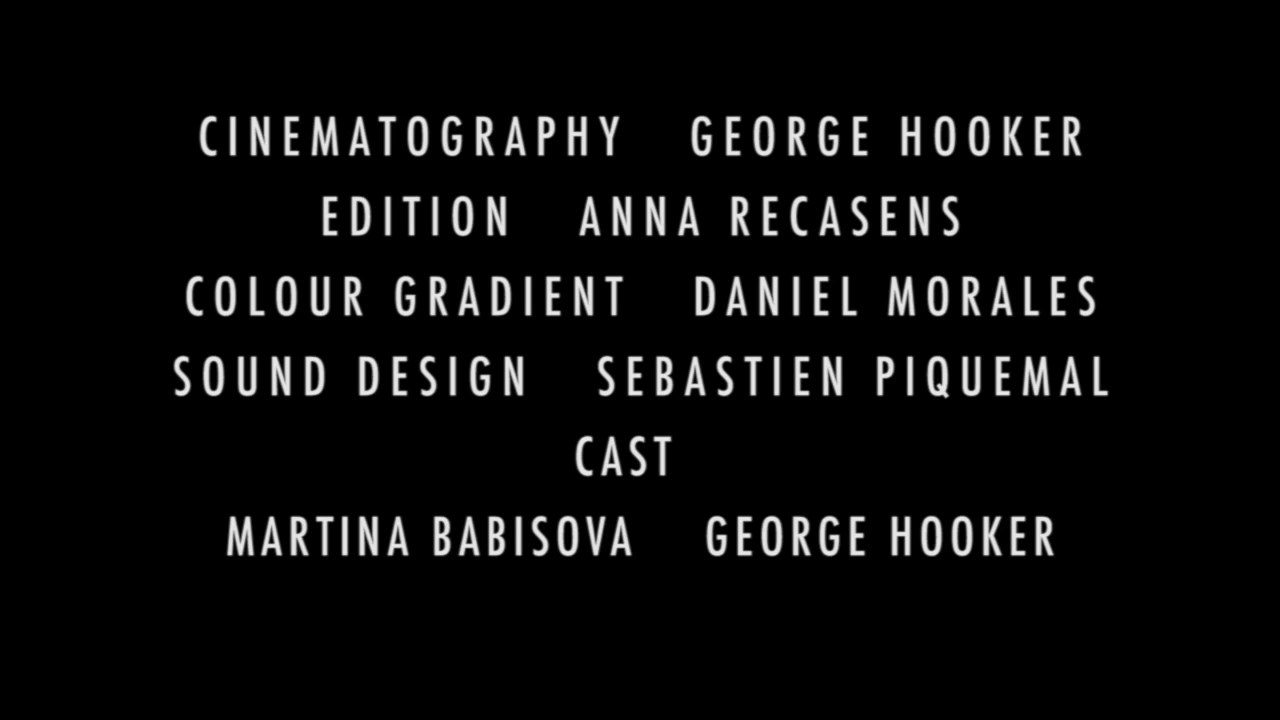 CINEMATOGRAPHY GEORGE HOOKER
EDITION ANNA RECASENS
COLOUR GRADIENT DANIEL MORALES
SOUND DESIGN SEBASTIEN PIQUEMAL
CAST
MARTINA BABISOVA GEORGE HOOKER